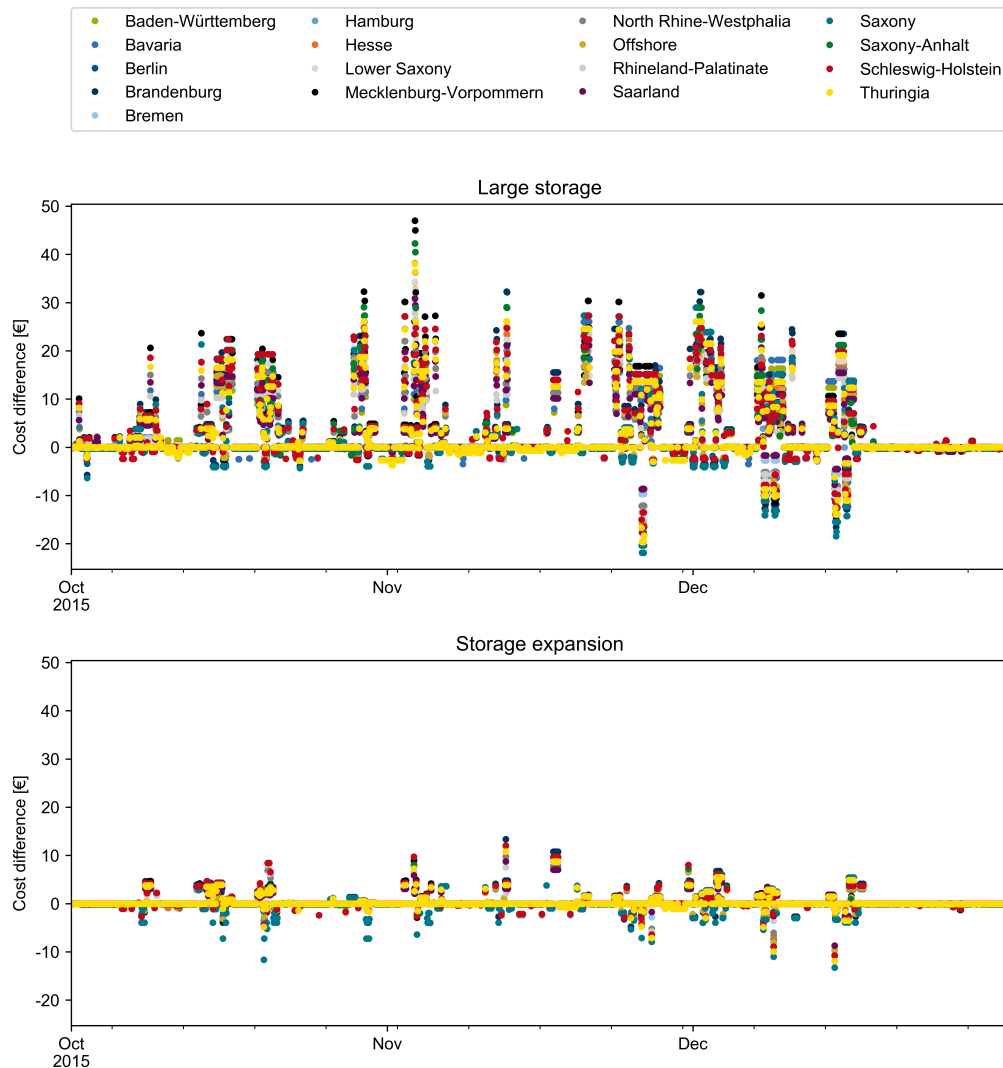 Baden-Württemberg
Bavaria
Berlin
Brandenburg
Bremen
Hamburg
Hesse
Lower Saxony
Mecklenburg-Vorpommern
North Rhine-Westphalia
Offshore
Rhineland-Palatinate
Saarland
Saxony
Saxony-Anhalt
Schleswig-Holstein
Thuringia
Large storage
Cost difference [€]
50
40
30
20
10
0
-10
-20
Oct
2015
Nov
Dec
Storage expansion
Cost difference [€]
50
40
30
20
10
0
-10
-20
Oct
2015
Nov
Dec